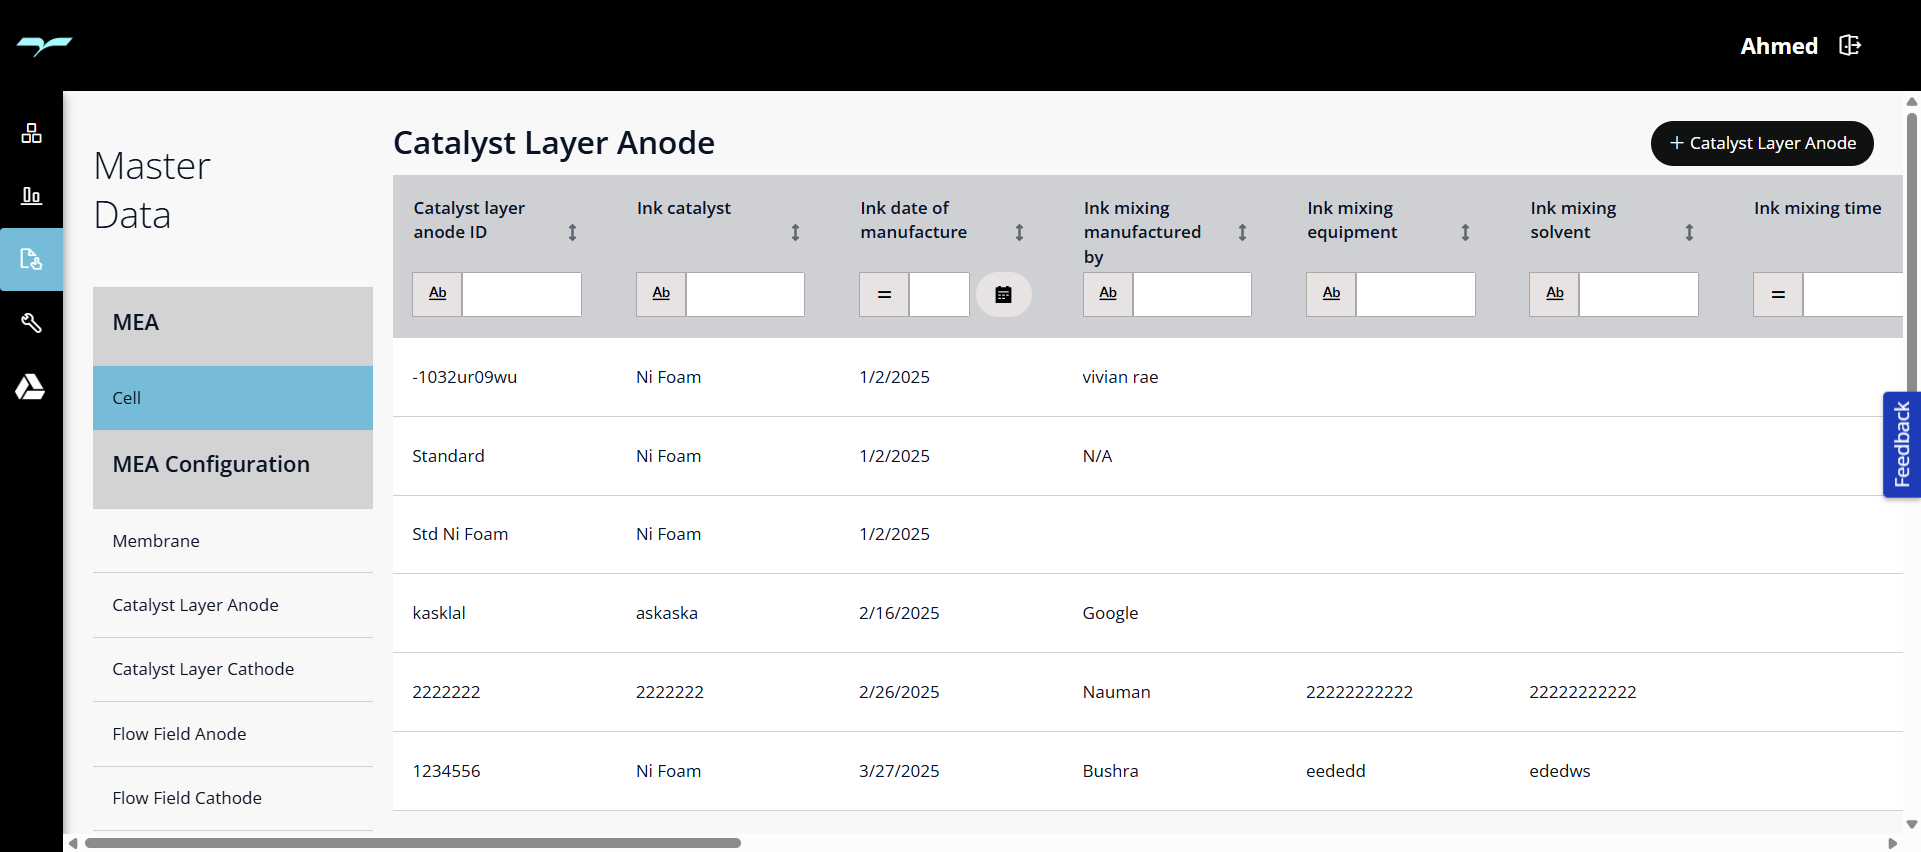 Ahmed
Master
Data
MEA
Cell
MEA Configuration
Membrane
Catalyst Layer Anode
Catalyst Layer Cathode
Flow Field Anode
Flow Field Cathode
Catalyst Layer Anode
+ Catalyst Layer Anode
Catalyst layer anode ID
Ink catalyst
Ink date of manufacture
Ink mixing manufactured by
Ink mixing equipment
Ink mixing solvent
Ink mixing time
Ab Ab = Ab Ab Ab =
-1032ur09wu Ni Foam 1/2/2025 vivian rae
Standard Ni Foam 1/2/2025 N/A
Std Ni Foam Ni Foam 1/2/2025
kasklal askaska 2/16/2025 Google
2222222 2222222 2/26/2025 Nauman 22222222222 22222222222
1234556 Ni Foam 3/27/2025 Bushra eededd ededws
Feedback